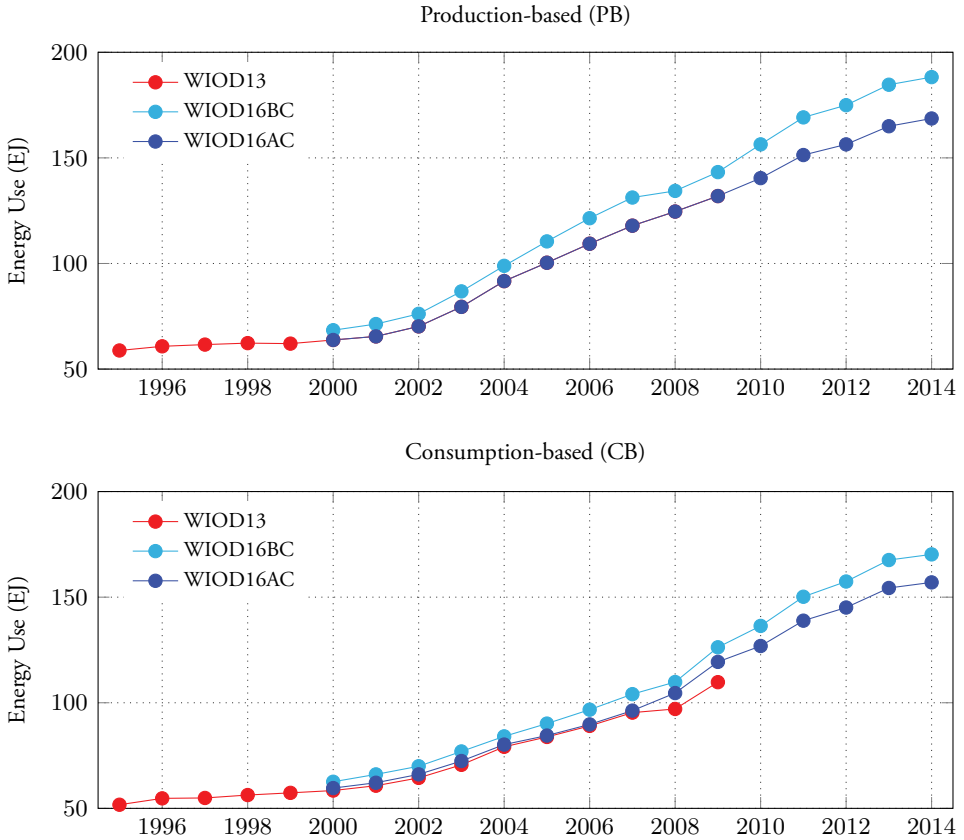 Production-based (PB)
200
WIOD13
WIOD16BC
WIOD16AC
150
100
50
Energy Use (EJ)
1996 1998 2000 2002 2004 2006 2008 2010 2012 2014
Consumption-based (CB)
200
WIOD13
WIOD16BC
WIOD16AC
150
100
50
Energy Use (EJ)
1996 1998 2000 2002 2004 2006 2008 2010 2012 2014